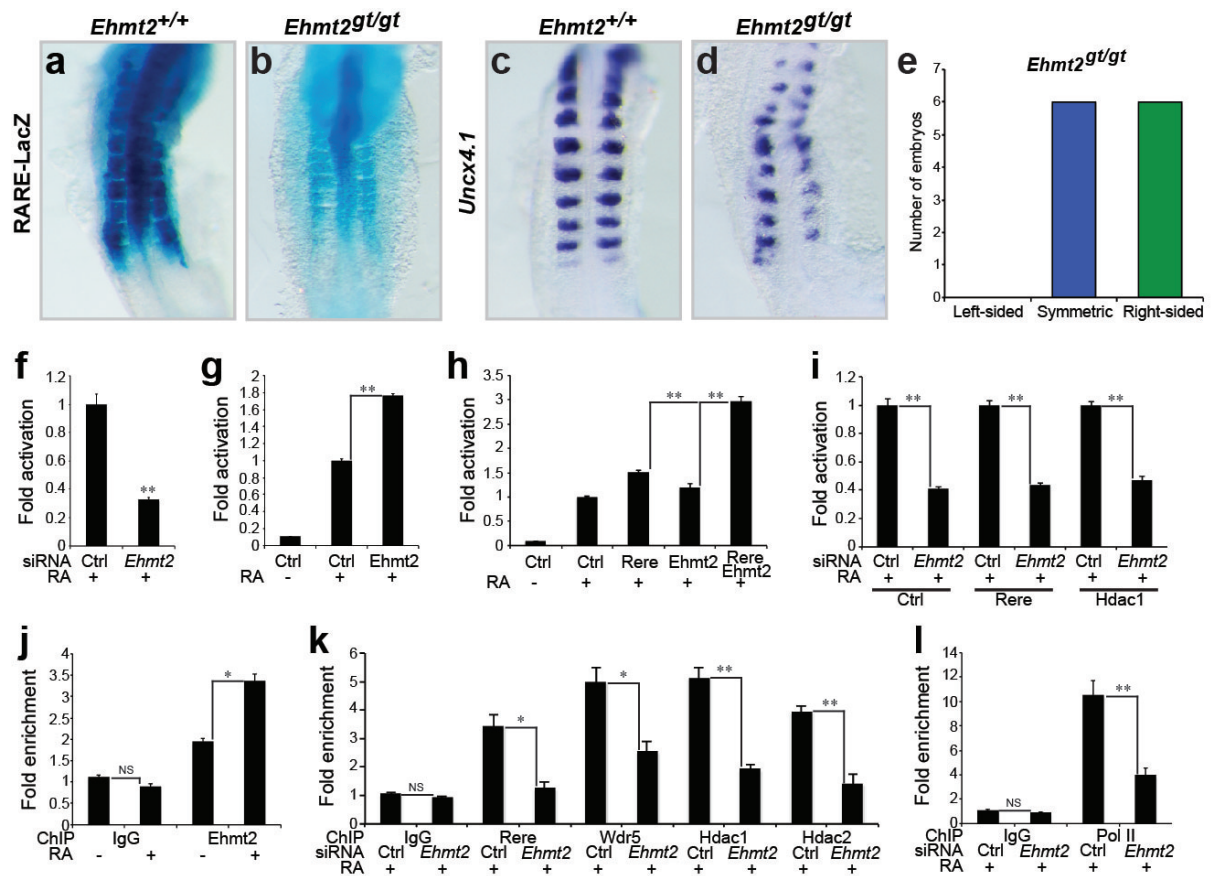 Ehmt2+/+
Ehmt2gt/gt
Ehmt2+/+
Ehmt2gt/gt
a
b
c
d
e
RARE-LacZ
Uncx4.1
Ehmt2gt/gt
Number of embryos
7
6
5
4
3
2
1
0
Left-sided Symmetric Right-sided
f
Fold activation
1.2
1
0.8
0.6
0.4
0.2
0
**
siRNA Ctrl Ehmt2
RA + +
g
Fold activation
2
1.8
1.6
1.4
1.2
1
0.8
0.6
0.4
0.2
0
**
Ctrl Ctrl Ehmt2
RA - + +
h
Fold activation
3.5
3
2.5
2
1.5
1
0.5
0
** **
Ctrl Ctrl Rere Ehmt2 Rere
Ehmt2
RA - + + + +
i
Fold activation
1.2
1
0.8
0.6
0.4
0.2
0
** ** **
siRNA Ctrl Ehmt2 Ctrl Ehmt2 Ctrl Ehmt2
RA + + + + + +
Ctrl Rere Hdac1
j
Fold enrichment
4
3.5
3
2.5
2
1.5
1
0.5
0
NS *
ChIP IgG Ehmt2
RA - + - +
k
Fold enrichment
6
5
4
3
2
1
0
NS * * ** **
ChIP IgG Rere Wdr5 Hdac1 Hdac2
siRNA Ctrl Ehmt2 Ctrl Ehmt2 Ctrl Ehmt2 Ctrl Ehmt2 Ctrl Ehmt2
RA + + + + + + + + + +
l
Fold enrichment
14
12
10
8
6
4
2
0
NS **
ChIP IgG Pol II
siRNA Ctrl Ehmt2 Ctrl Ehmt2
RA + + + +